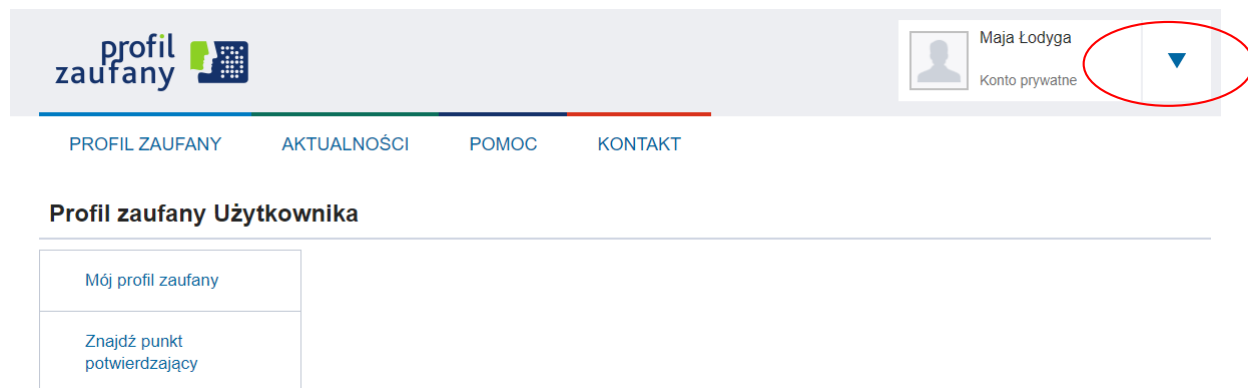 profil
zaufany
Maja Łodyga
Konto prywatne
PROFIL ZAUFANY AKTUALNOŚCI POMOC KONTAKT
Profil zaufany Użytkownika
Mój profil zaufany
Znajdź punkt
potwierdzający